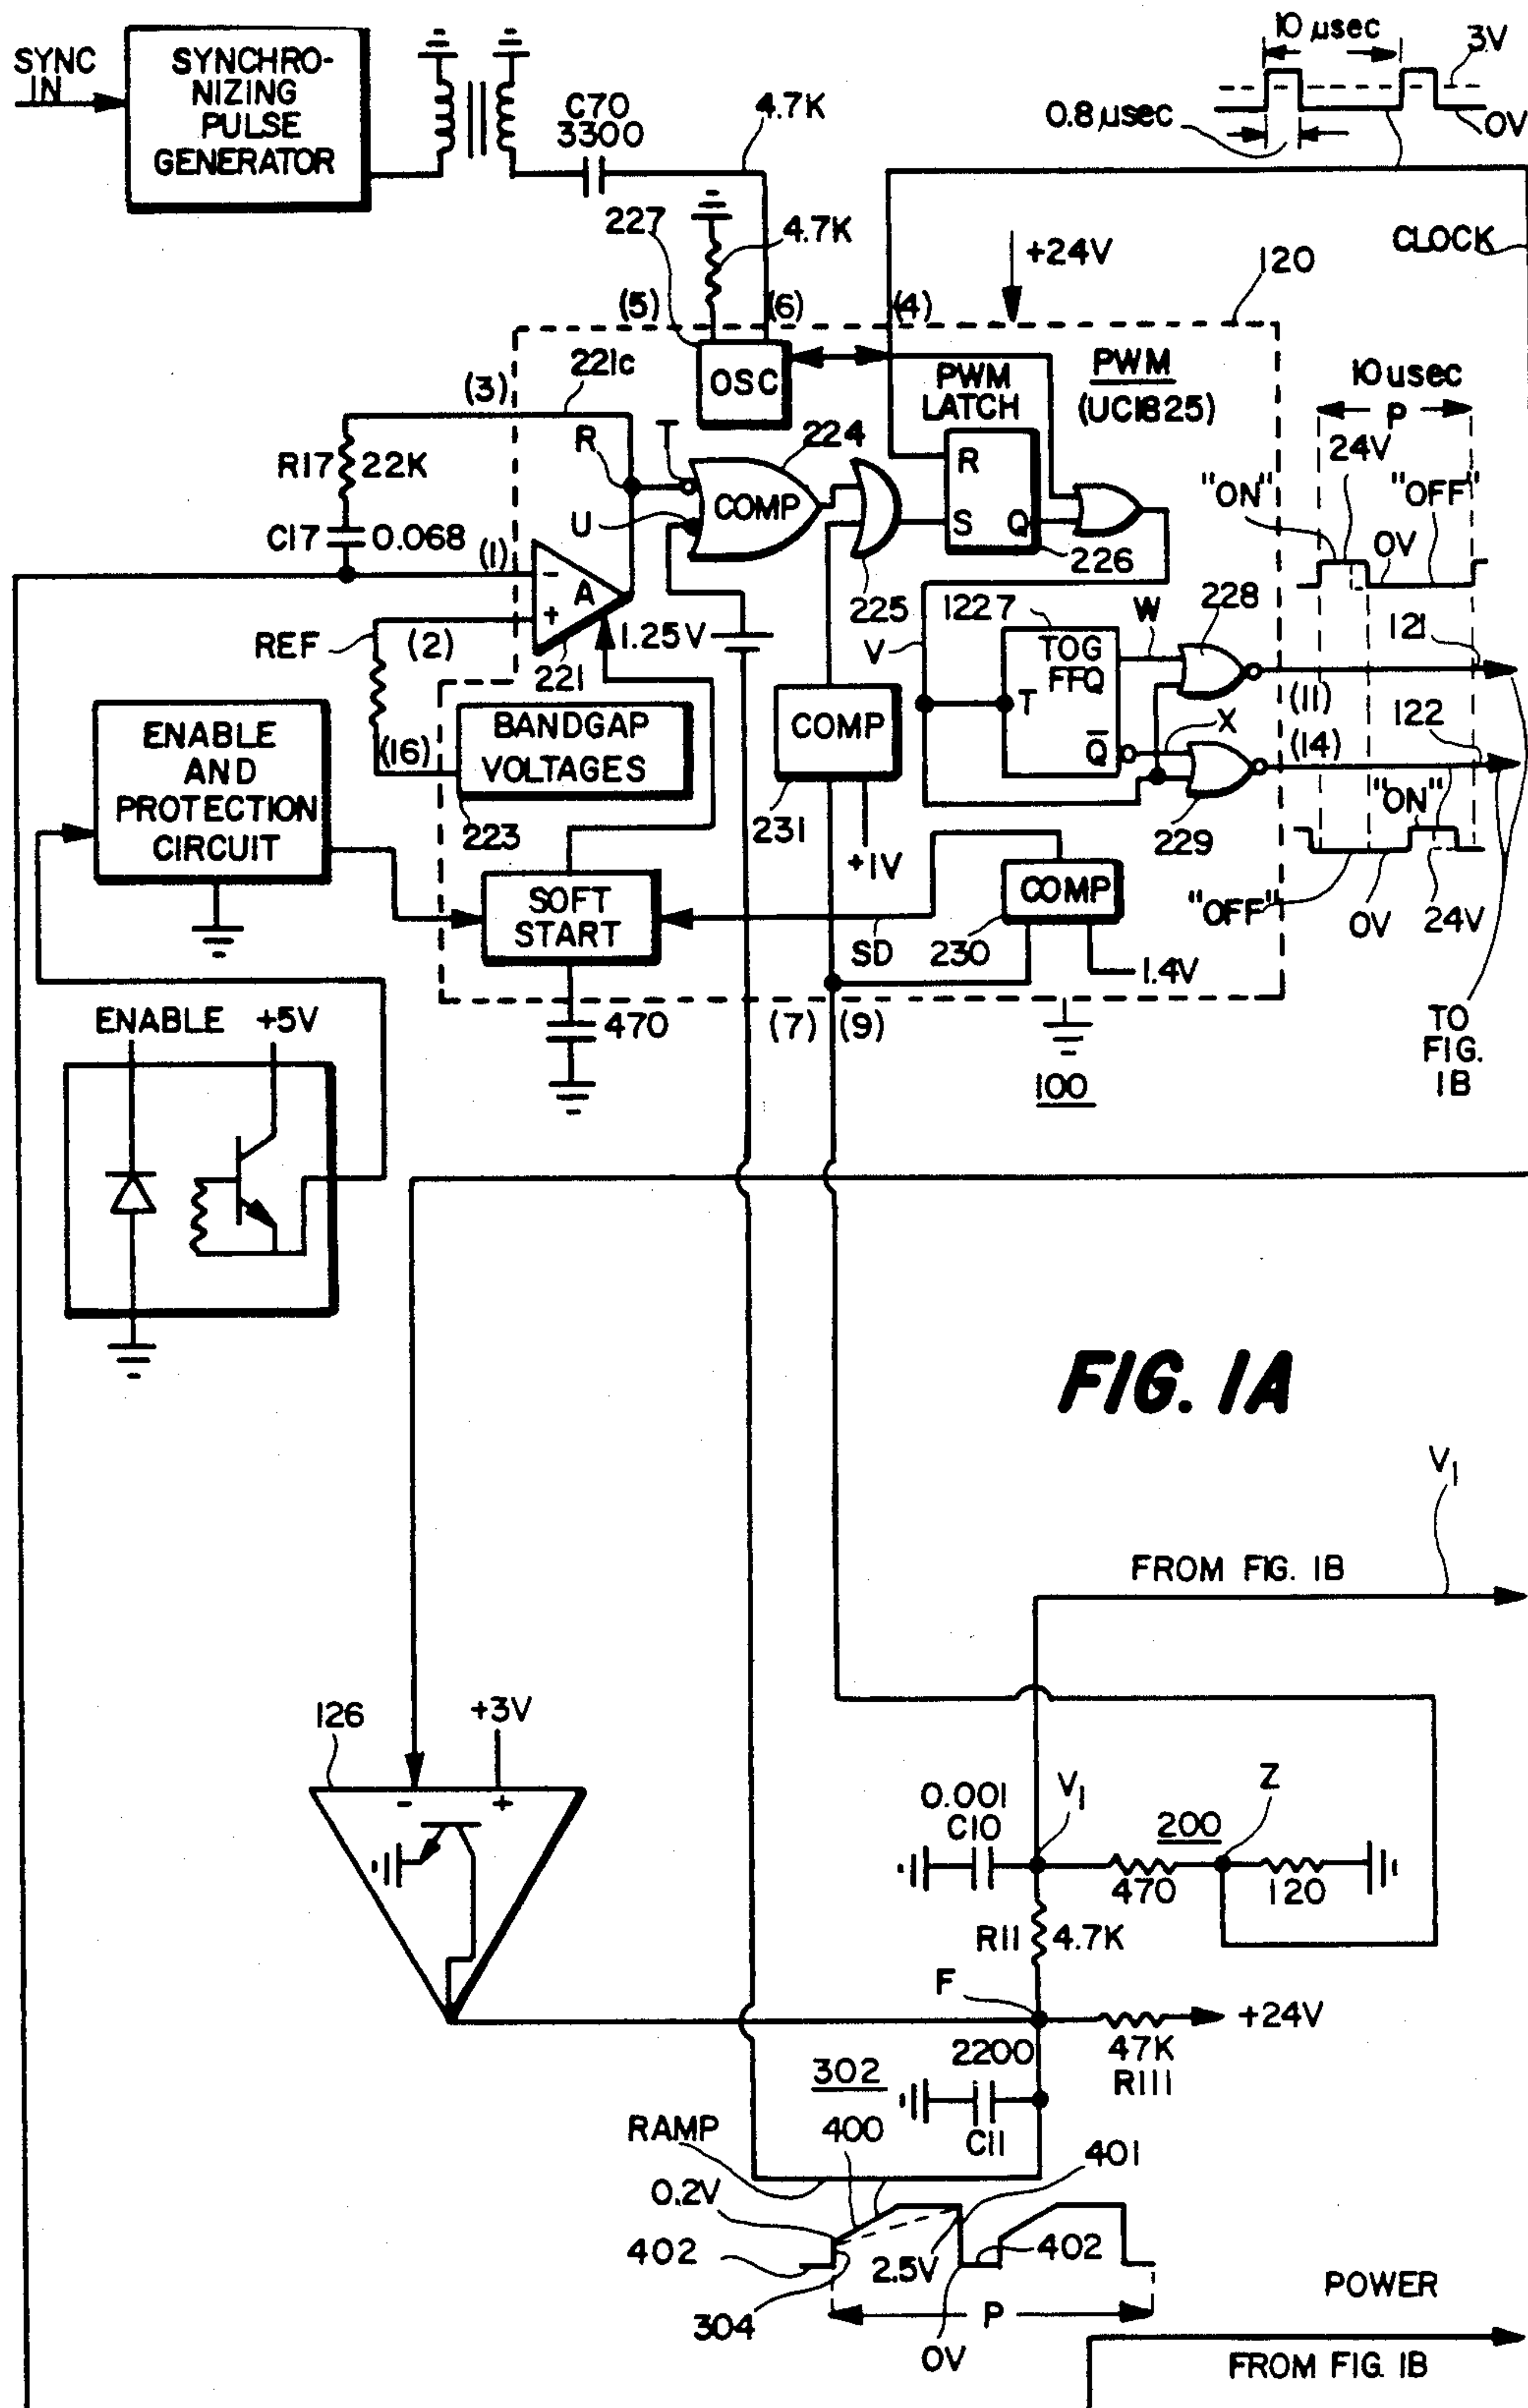 SYNC
IN
SYNCHRO-
NIZING
PULSE
GENERATOR
C70
3300
4.7K
10 µsec
3V
0.8 µsec
0V
227
4.7K
+24V
CLOCK
120
(5)
(6)
(4)
OSC
PWM
LATCH
PWM
(UC1825)
10usec
P
(3)
221c
R17
22K
R
T
224
COMP
U
R
S
Q
226
24V
"ON"
"OFF"
0V
C17
0.068
(1)
-
A
+
225
1227
W
228
REF
(2)
221
1.25V
V
TOG
FFQ
T
Q̅
X
121
(11)
122
(14)
ENABLE
AND
PROTECTION
CIRCUIT
(16)
BANDGAP
VOLTAGES
223
COMP
231
+1V
229
"ON"
SOFT
START
COMP
SD
230
1.4V
"OFF"
0V
24V
ENABLE
+5V
470
(7)
(9)
100
TO
FIG.
1B
FIG. 1A
V1
FROM FIG. 1B
126
+3V
-
+
0.001
C10
V1
200
Z
470
120
R11
4.7K
F
+24V
2200
47K
R111
302
C11
RAMP
400
401
0.2V
402
2.5V
402
304
P
0V
POWER
FROM FIG. 1B